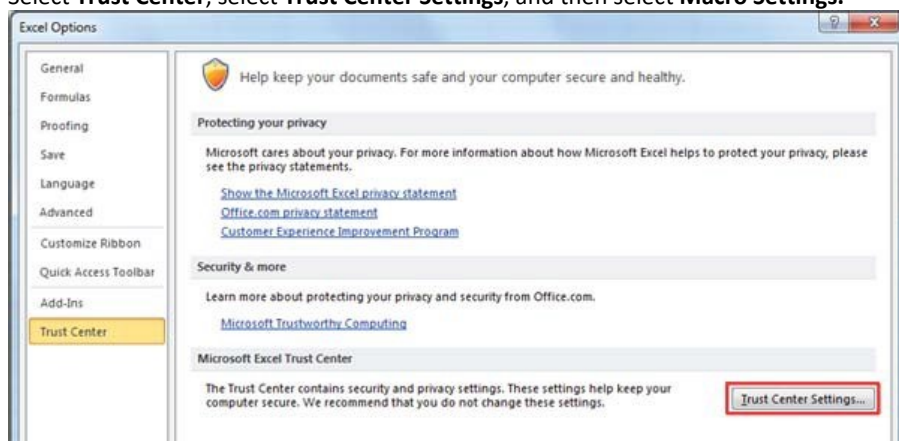 Select Trust Center, select Trust Center Settings, and then select Macro Settings.
Excel Options
General
Formulas
Proofing
Save
Language
Advanced
Customize Ribbon
Quick Access Toolbar
Add-Ins
Trust Center
Help keep your documents safe and your computer secure and healthy.
Protecting your privacy
Microsoft cares about your privacy. For more information about how Microsoft Excel helps to protect your privacy, please
see the privacy statements.
Show the Microsoft Excel privacy statement
Office.com privacy statement
Customer Experience Improvement Program
Security & more
Learn more about protecting your privacy and security from Office.com.
Microsoft Trustworthy Computing
Microsoft Excel Trust Center
The Trust Center contains security and privacy settings. These settings help keep your
computer secure. We recommend that you do not change these settings.
Trust Center Settings...